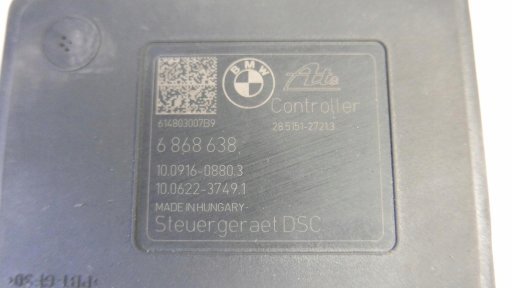 BMW
Ate
Controller
614803007B9
28.5151-2721.3
6 868 638
10.0916-0880.3
10.0622-3749.1
MADE IN HUNGARY
Steuergeraet DSC